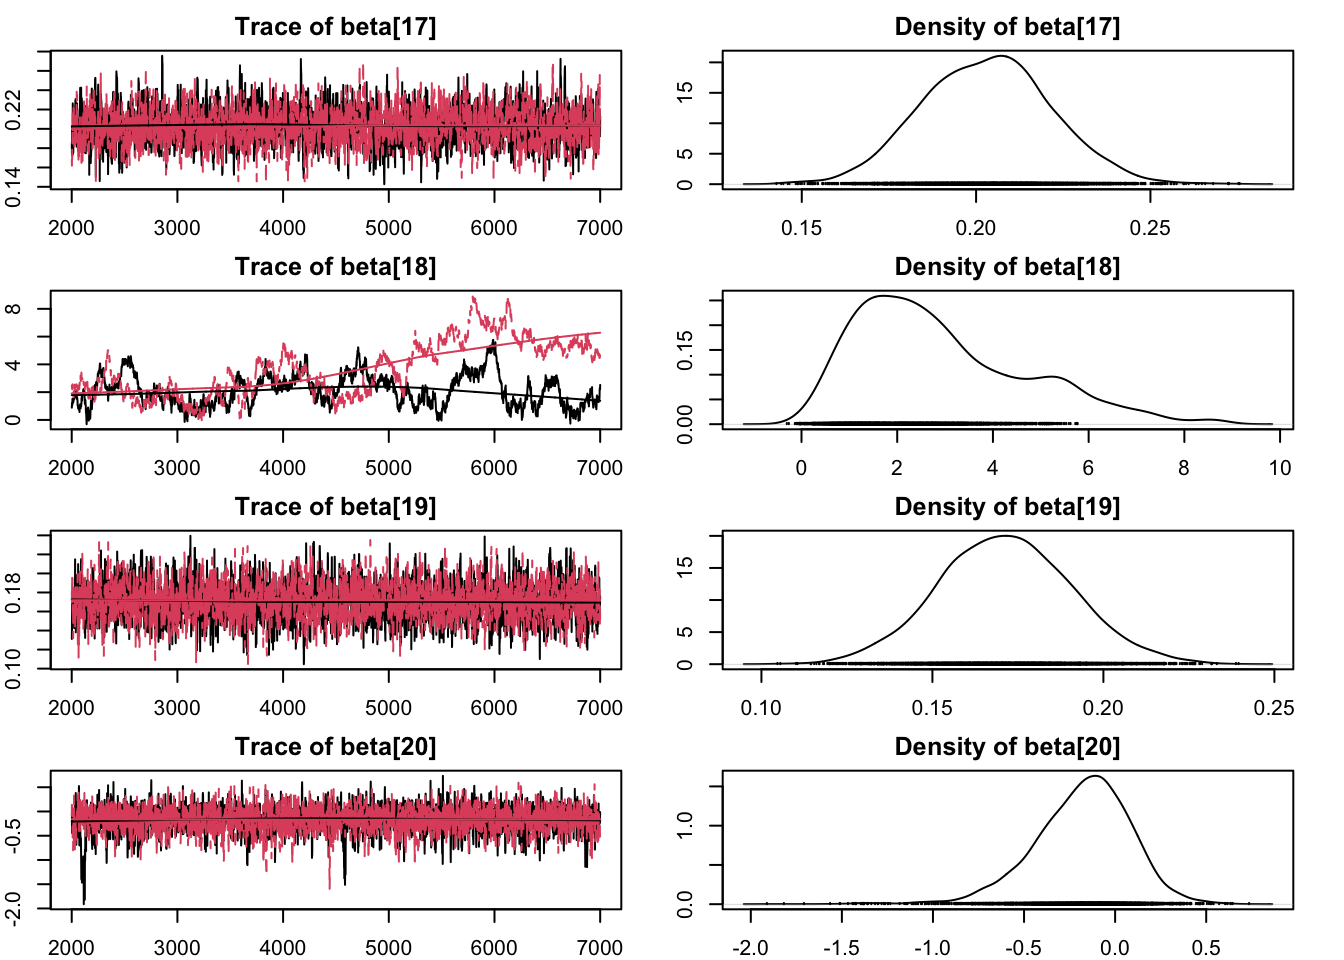 Trace of beta[17]
0.14 0.22
2000 3000 4000 5000 6000 7000
Density of beta[17]
0 5 15
0.15 0.20 0.25
Trace of beta[18]
0 4 8
2000 3000 4000 5000 6000 7000
Density of beta[18]
0.00 0.15
0 2 4 6 8 10
Trace of beta[19]
0.10 0.18
2000 3000 4000 5000 6000 7000
Density of beta[19]
0 5 15
0.10 0.15 0.20 0.25
Trace of beta[20]
-2.0 -0.5
2000 3000 4000 5000 6000 7000
Density of beta[20]
0.0 1.0
-2.0 -1.5 -1.0 -0.5 0.0 0.5